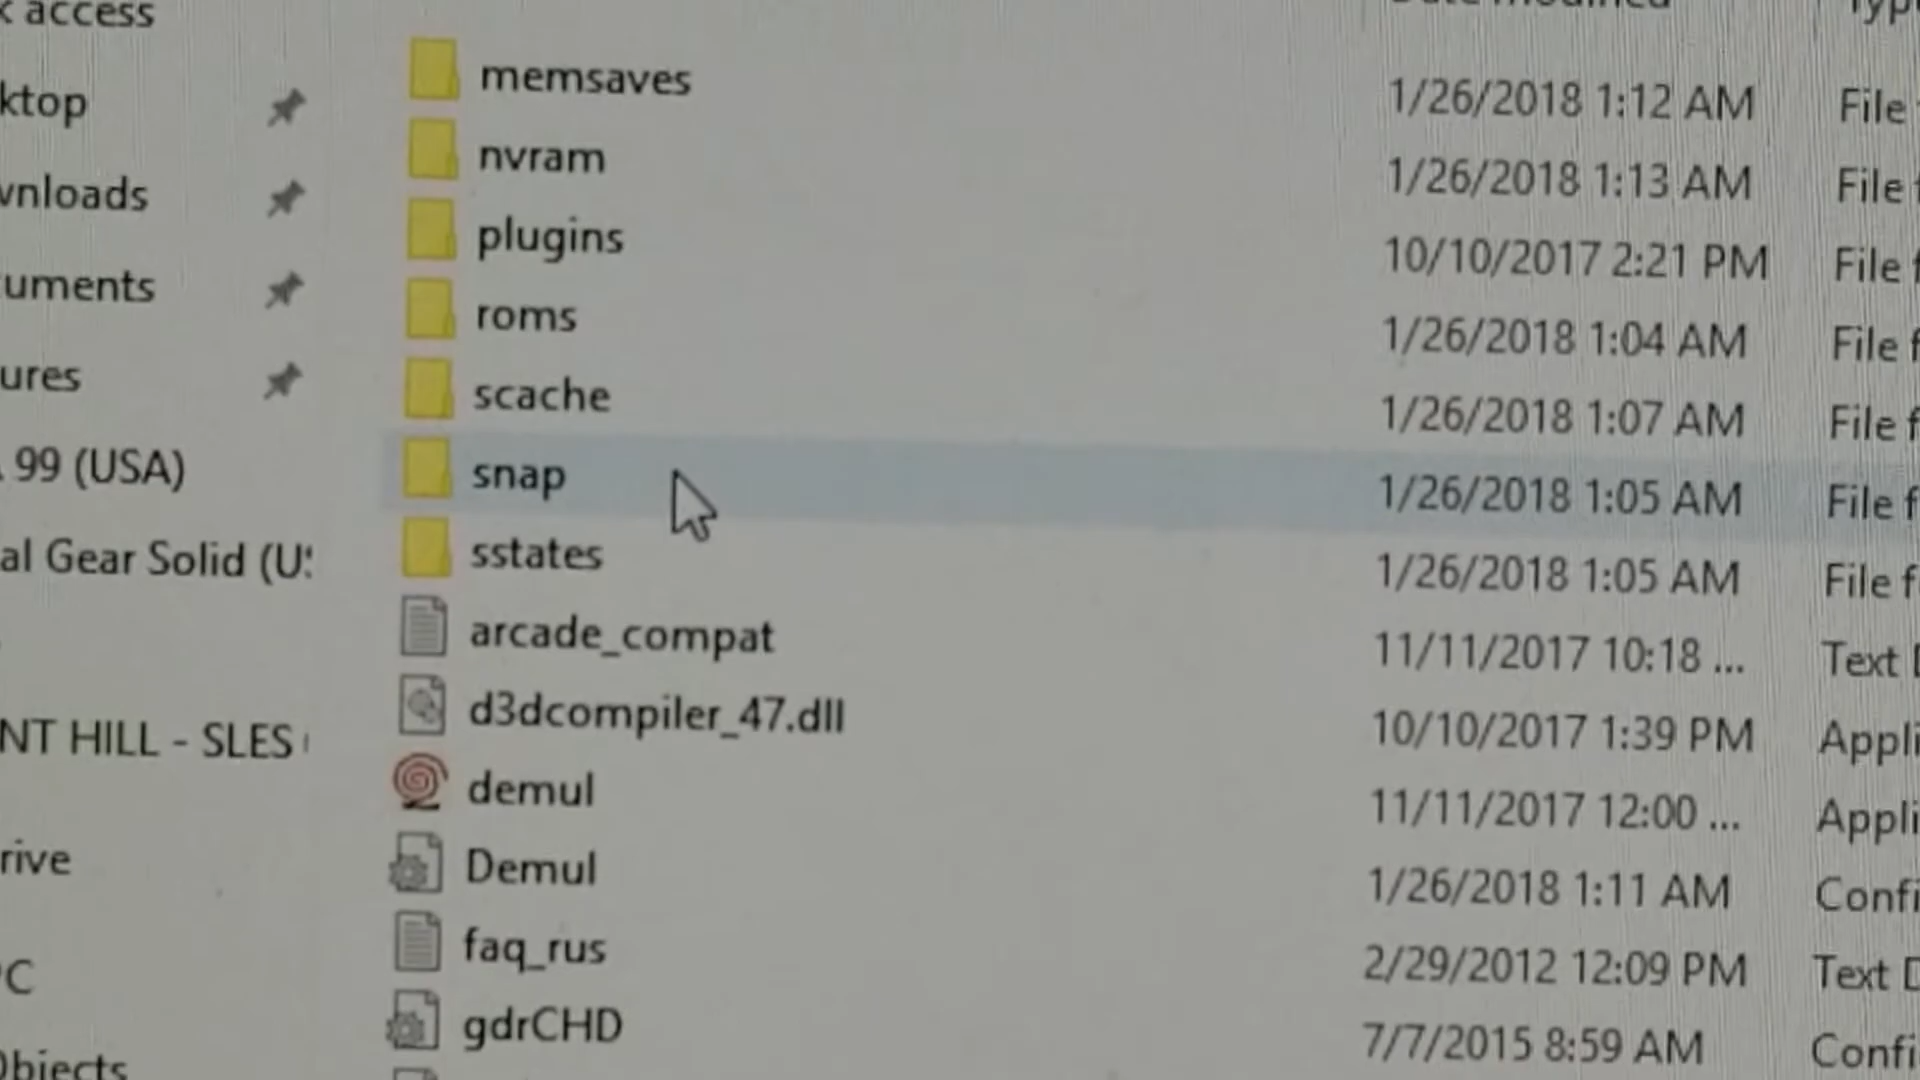 access
memsaves 1/26/2018 1:12 AM File
nvram 1/26/2018 1:13 AM File
plugins 10/10/2017 2:21 PM File f
roms 1/26/2018 1:04 AM File f
scache 1/26/2018 1:07 AM File f
snap 1/26/2018 1:05 AM File f
sstates 1/26/2018 1:05 AM File f
arcade_compat 11/11/2017 10:18 ... Text D
d3dcompiler_47.dll 10/10/2017 1:39 PM Appli
demul 11/11/2017 12:00 ... Appli
Demul 1/26/2018 1:11 AM Confi
faq_rus 2/29/2012 12:09 PM Text D
gdrCHD 7/7/2015 8:59 AM Confi
ktop
wnloads
cuments
ures
99 (USA)
al Gear Solid (U
NT HILL - SLES
rive
PC
Objects